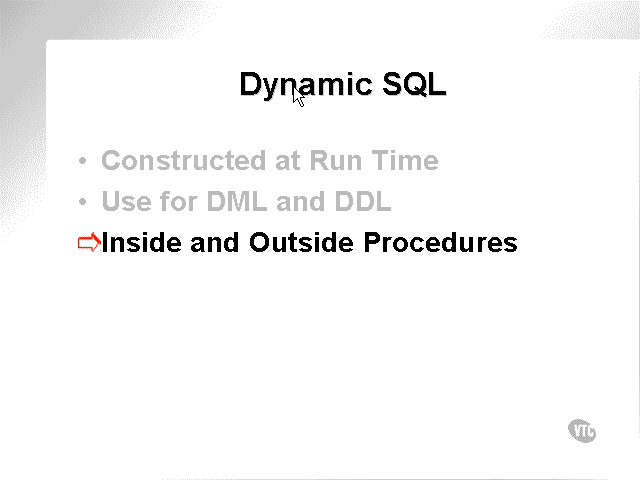 Dynamic SQL
• Constructed at Run Time
• Use for DML and DDL
Inside and Outside Procedures
VTC